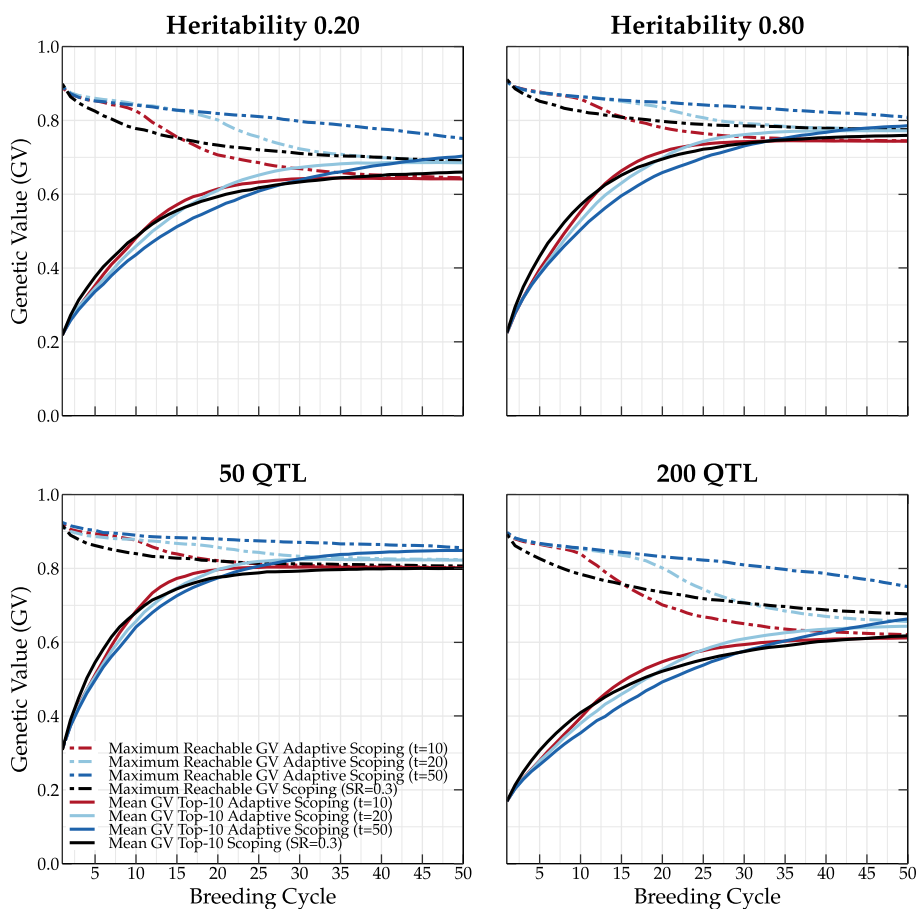 Heritability 0.20
Heritability 0.80
Genetic Value (GV)
1.0
0.8
0.6
0.4
0.2
0.0
50 QTL
200 QTL
Genetic Value (GV)
1.0
0.8
0.6
0.4
0.2
0.0
Maximum Reachable GV Adaptive Scoping (t=10)
Maximum Reachable GV Adaptive Scoping (t=20)
Maximum Reachable GV Adaptive Scoping (t=50)
Maximum Reachable GV Scoping (SR=0.3)
Mean GV Top-10 Adaptive Scoping (t=10)
Mean GV Top-10 Adaptive Scoping (t=20)
Mean GV Top-10 Adaptive Scoping (t=50)
Mean GV Top-10 Scoping (SR=0.3)
5 10 15 20 25 30 35 40 45 50
5 10 15 20 25 30 35 40 45 50
Breeding Cycle
Breeding Cycle